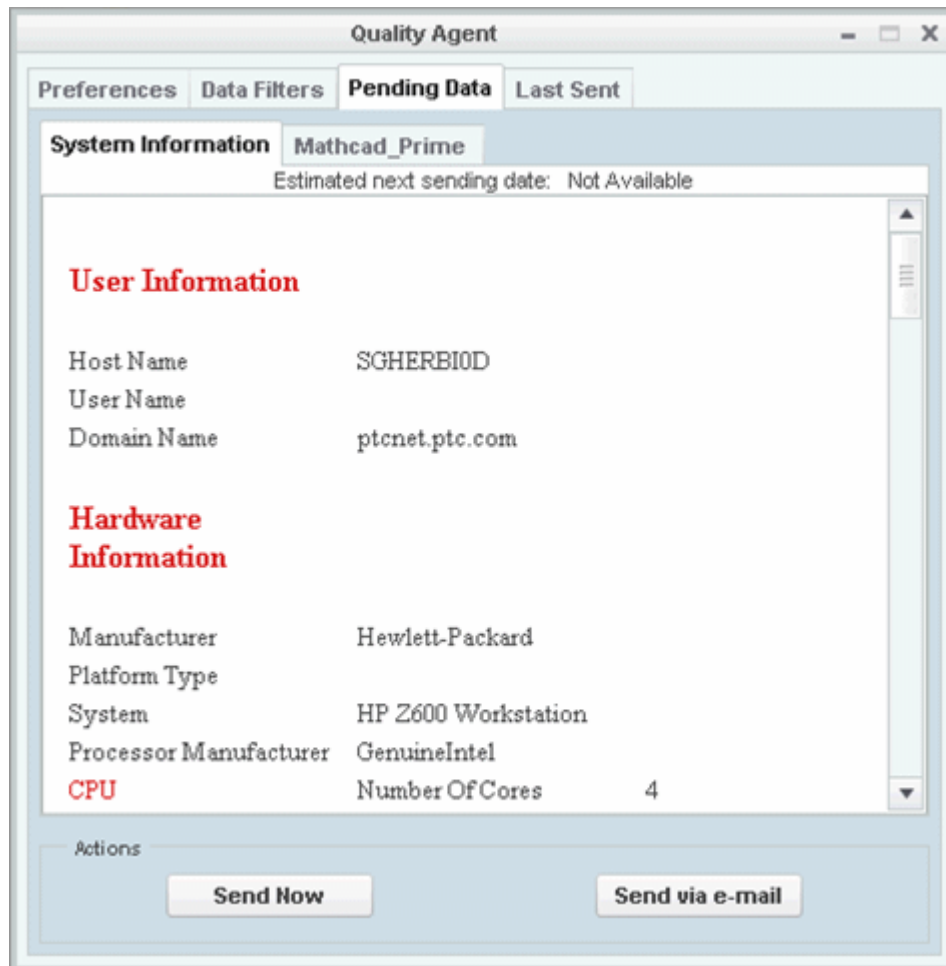 Quality Agent
Preferences Data Filters Pending Data Last Sent
System Information Mathcad_Prime
Estimated next sending date: Not Available
User Information
Host Name SGHERBI0D
User Name
Domain Name ptcnet.ptc.com
Hardware
Information
Manufacturer Hewlett-Packard
Platform Type
System HP Z600 Workstation
Processor Manufacturer GenuineIntel
CPU Number Of Cores 4
Actions
Send Now Send via e-mail